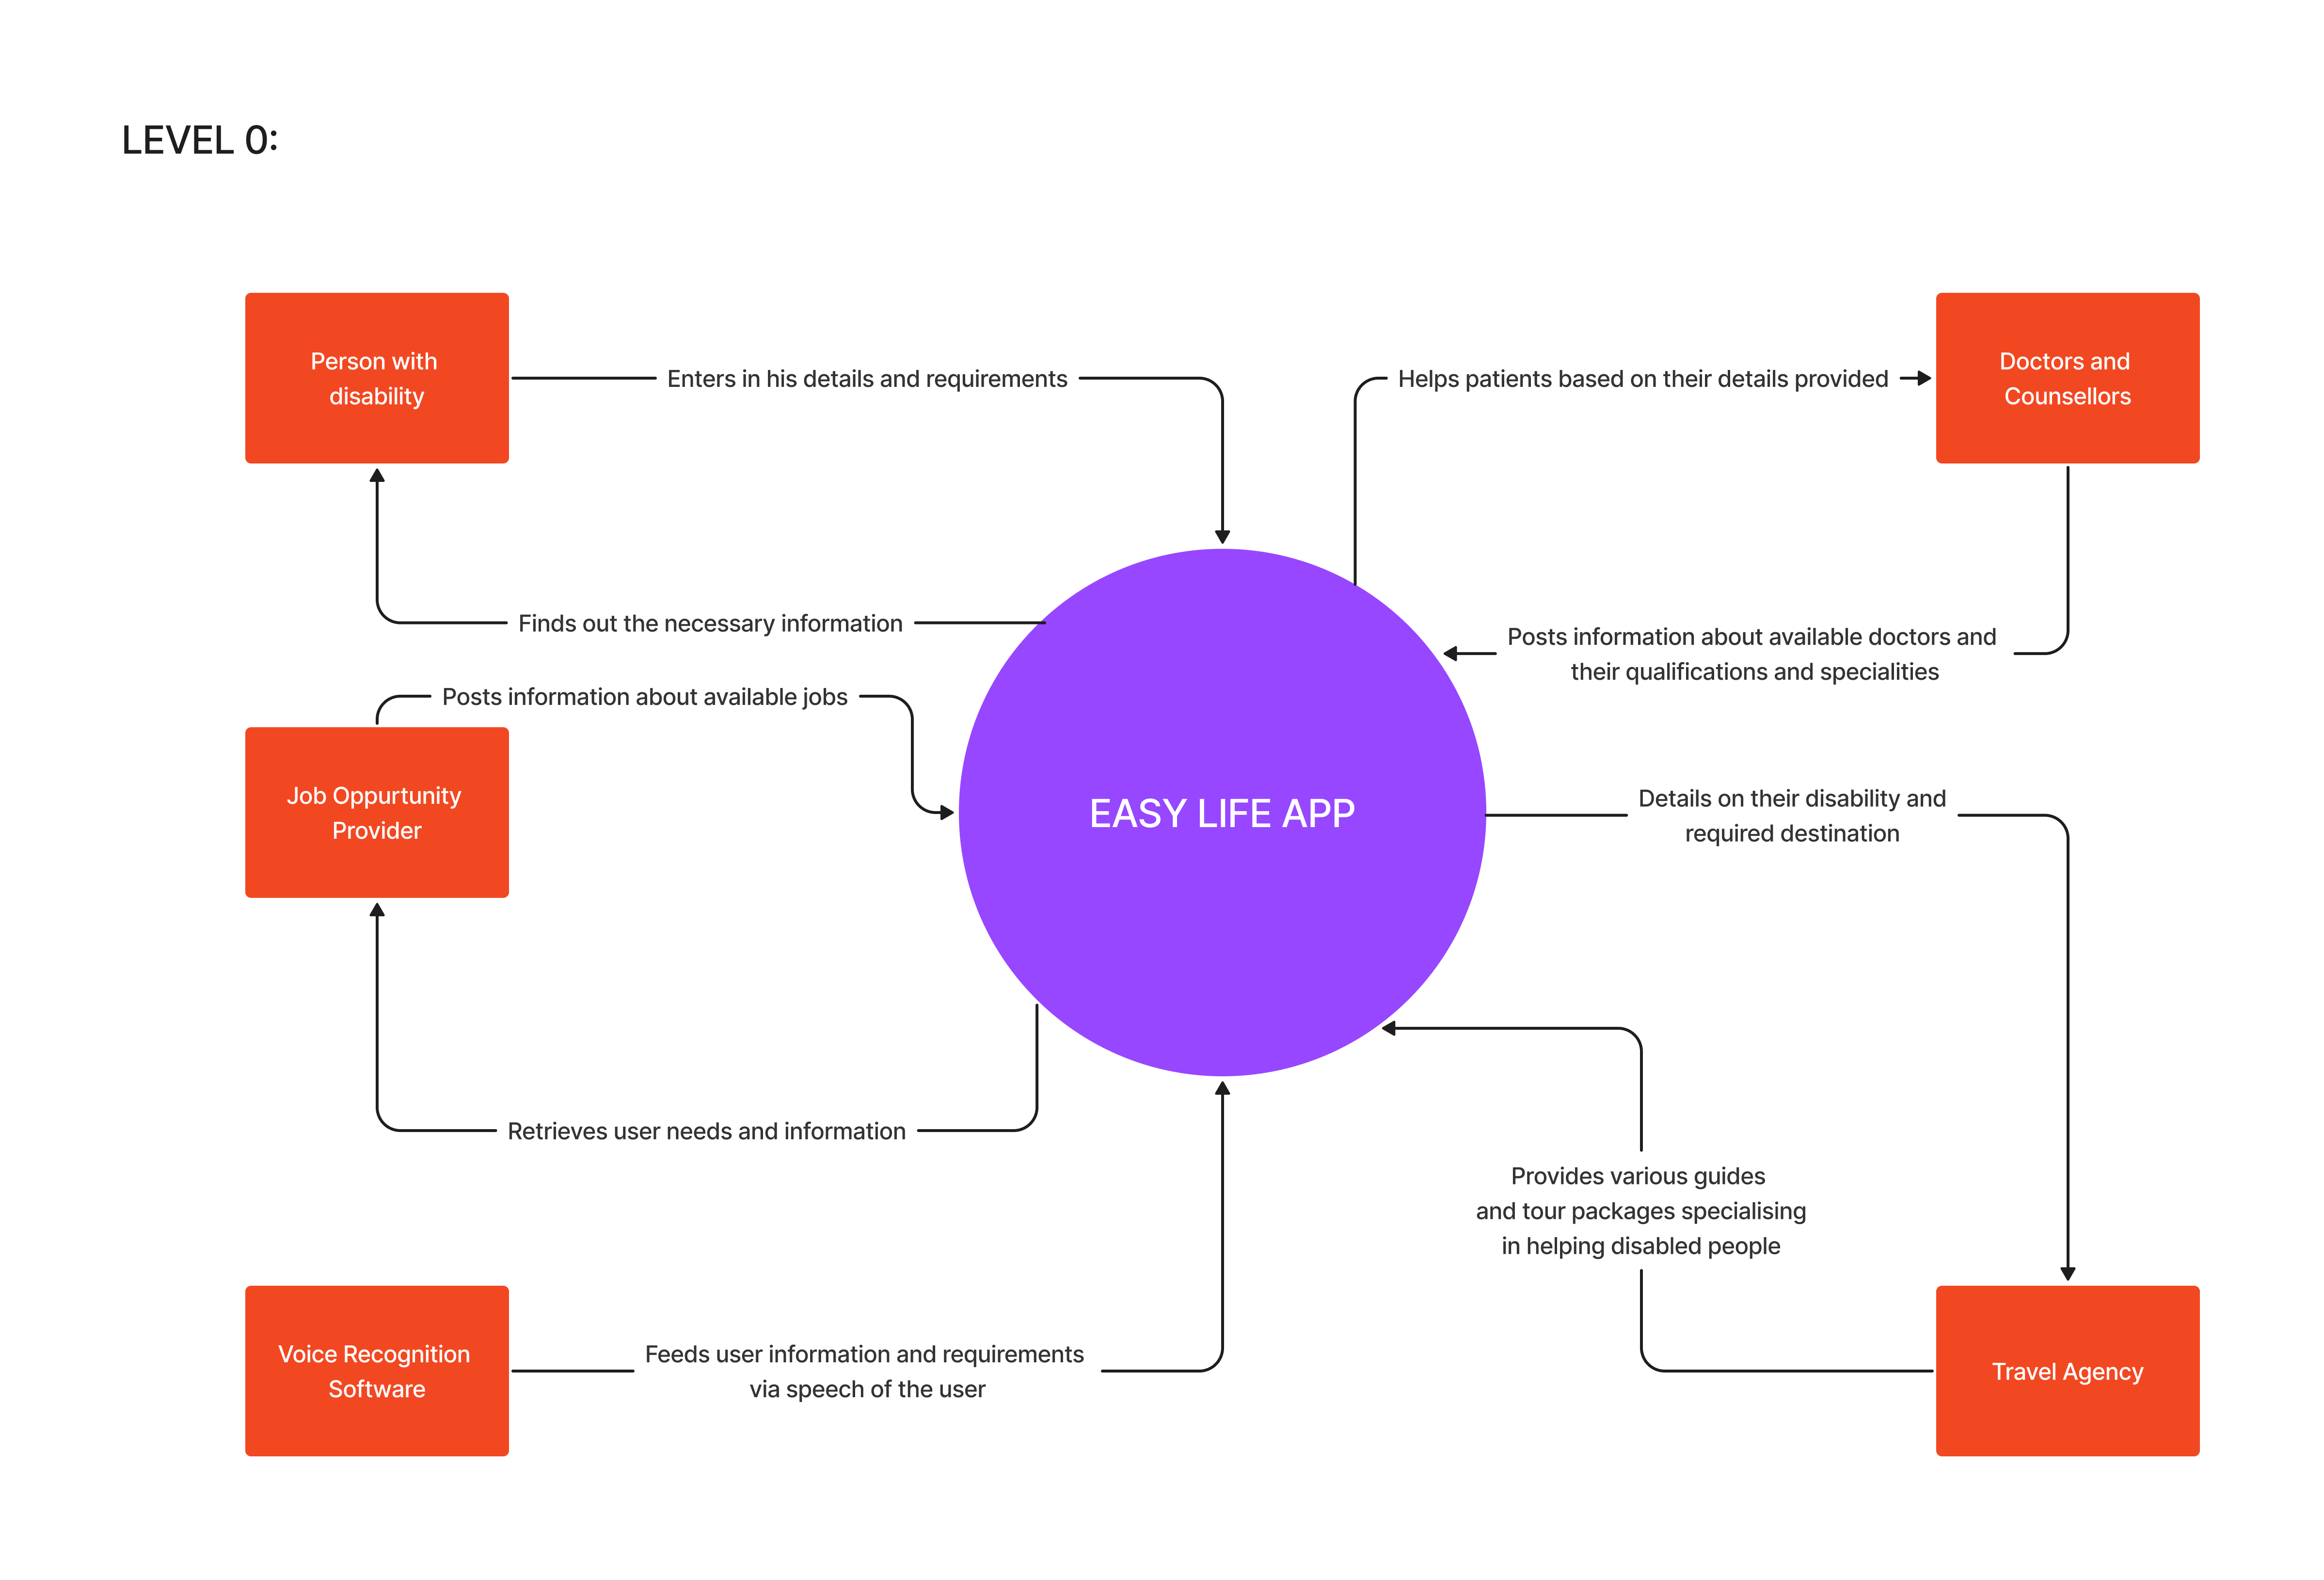 LEVEL 0:
Person with
disability
Enters in his details and requirements
Helps patients based on their details provided
Doctors and
Counsellors
Finds out the necessary information
Posts information about available doctors and
their qualifications and specialities
Posts information about available jobs
Job Oppurtunity
Provider
EASY LIFE APP
Details on their disability and
required destination
Retrieves user needs and information
Provides various guides
and tour packages specialising
in helping disabled people
Voice Recognition
Software
Feeds user information and requirements
via speech of the user
Travel Agency